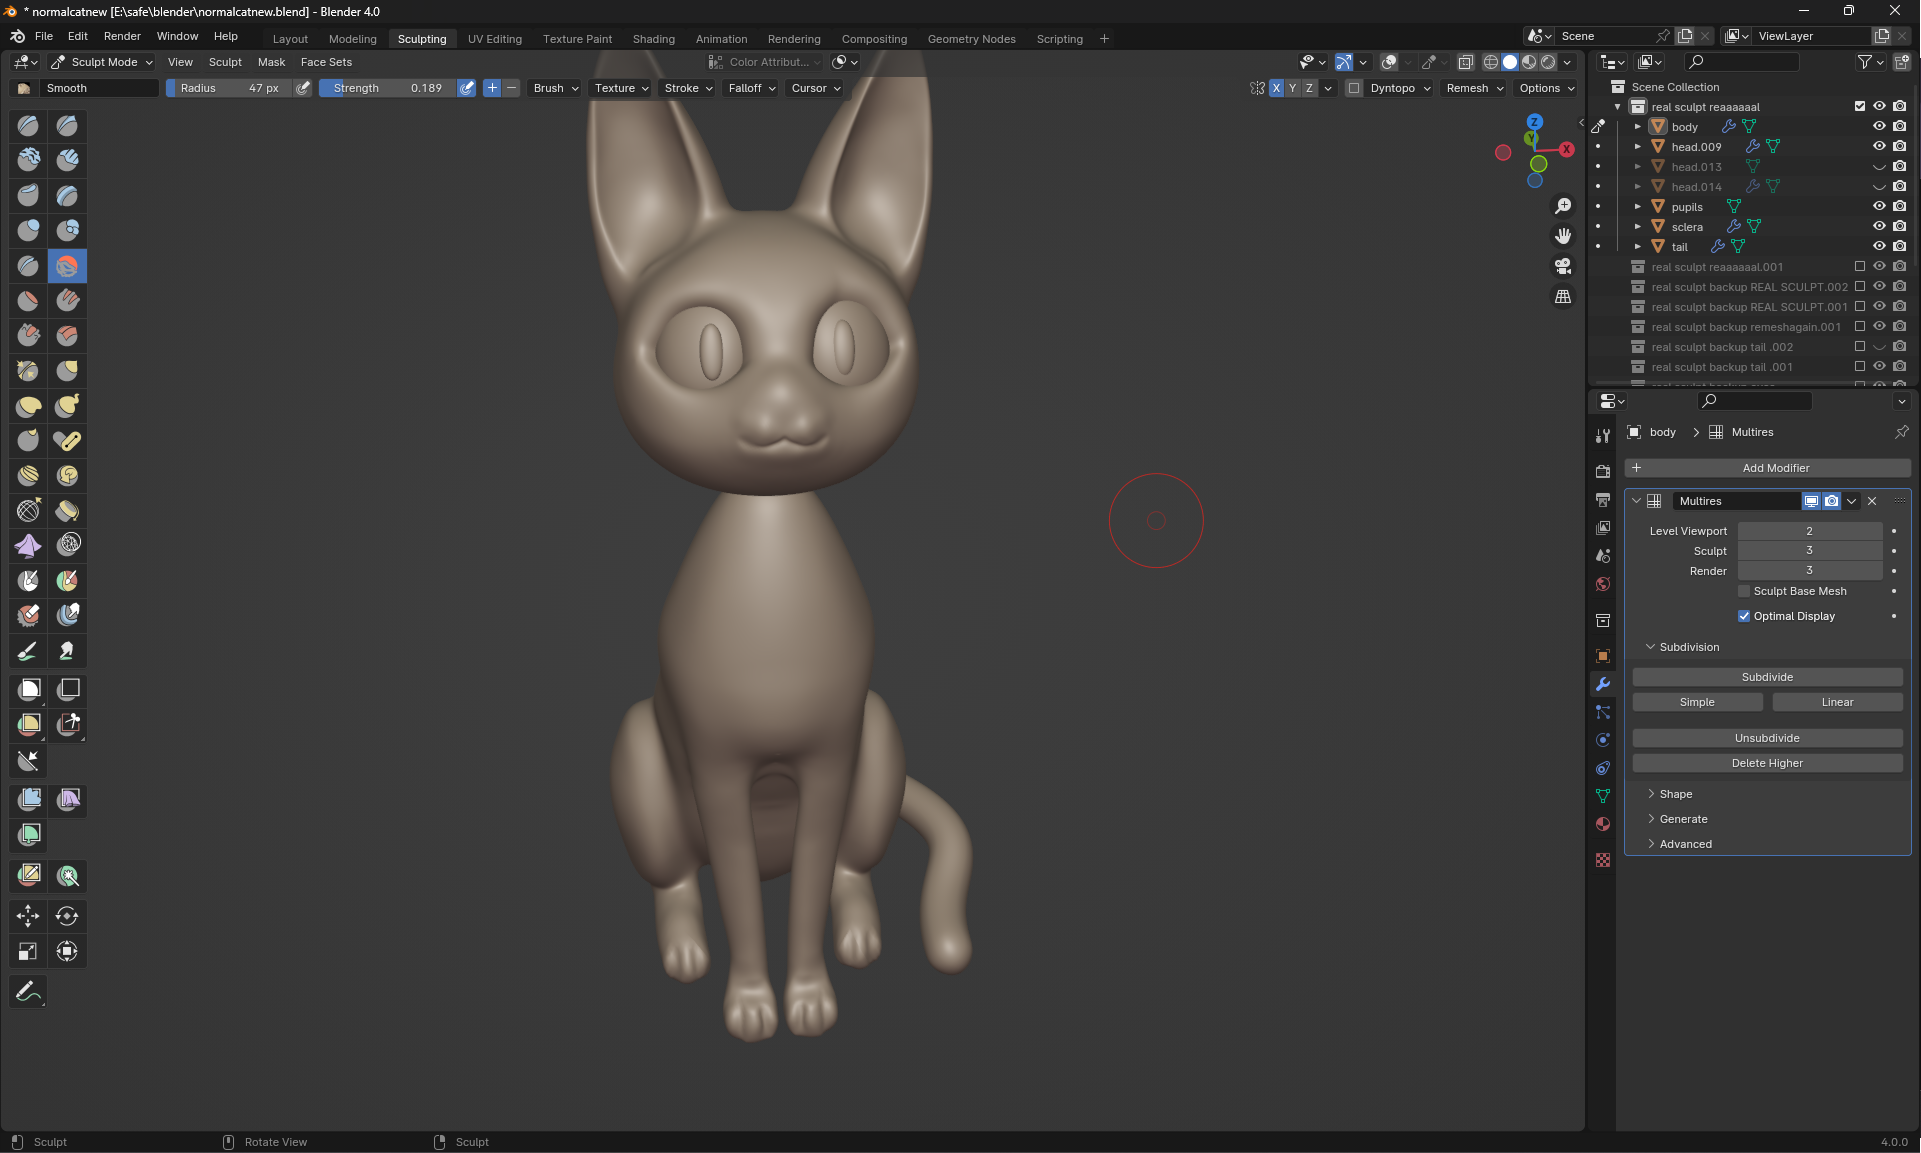 * normalcatnew [E:\safe\blender\normalcatnew.blend] - Blender 4.0
File Edit Render Window Help Layout Modeling Sculpting UV Editing Texture Paint Shading Animation Rendering Compositing Geometry Nodes Scripting + Scene ViewLayer
Sculpt Mode View Sculpt Mask Face Sets Color Attribut...
Smooth Radius 47 px Strength 0.189 Brush Texture Stroke Falloff Cursor X Y Z Dyntopo Remesh Options
Z
Y
X
Scene Collection
real sculpt reaaaaaal
body
head.009
head.013
head.014
pupils
sclera
tail
real sculpt reaaaaaal.001
real sculpt backup REAL SCULPT.002
real sculpt backup REAL SCULPT.001
real sculpt backup remeshagain.001
real sculpt backup tail .002
real sculpt backup tail .001
body > Multires
+ Add Modifier
Multires
Level Viewport 2
Sculpt 3
Render 3
Sculpt Base Mesh
Optimal Display
Subdivision
Subdivide
Simple Linear
Unsubdivide
Delete Higher
Shape
Generate
Advanced
Sculpt Rotate View Sculpt 4.0.0